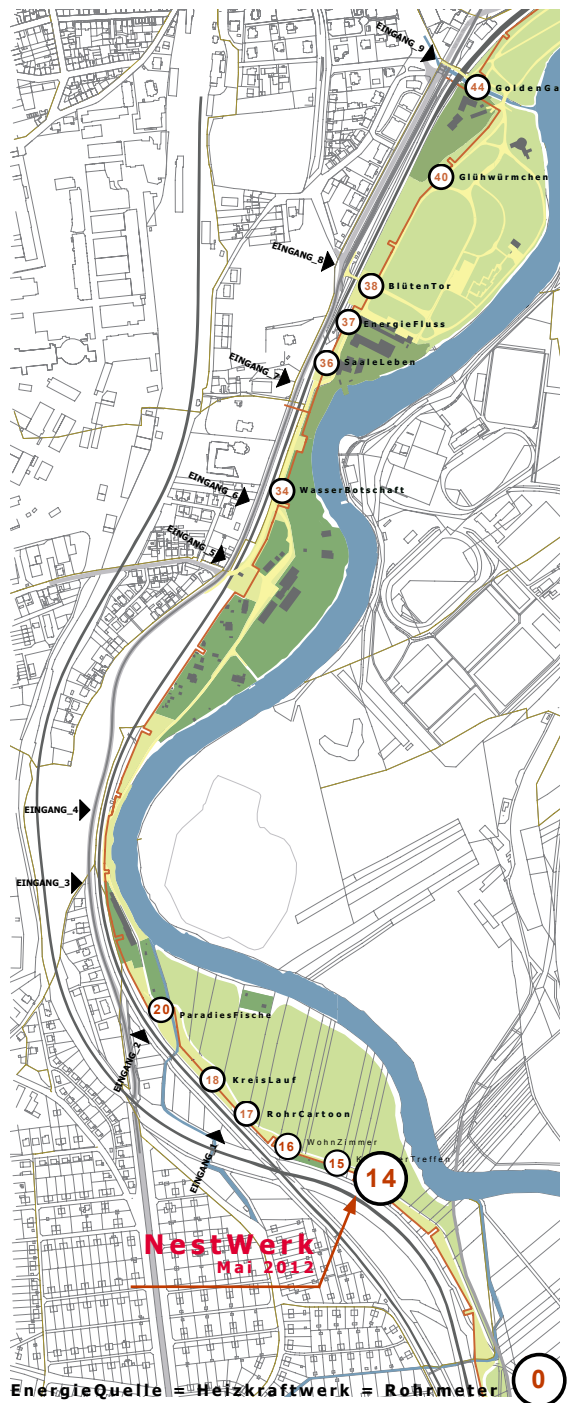 EINGANG_9
44 GoldenGa
40 Glühwürmchen
EINGANG_8
38 BlütenTor
37 EnergieFluss
EINGANG_7
36 SaaleLeben
EINGANG_6
34 WasserBotschaft
EINGANG_5
EINGANG_4
EINGANG_3
20 ParadiesFische
EINGANG_2
18 KreisLauf
17 RohrCartoon
EINGANG_1
16 WohnZimmer
15
14
NestWerk
Mai 2012
0
EnergieQuelle = Heizkraftwerk = Rohrmeter